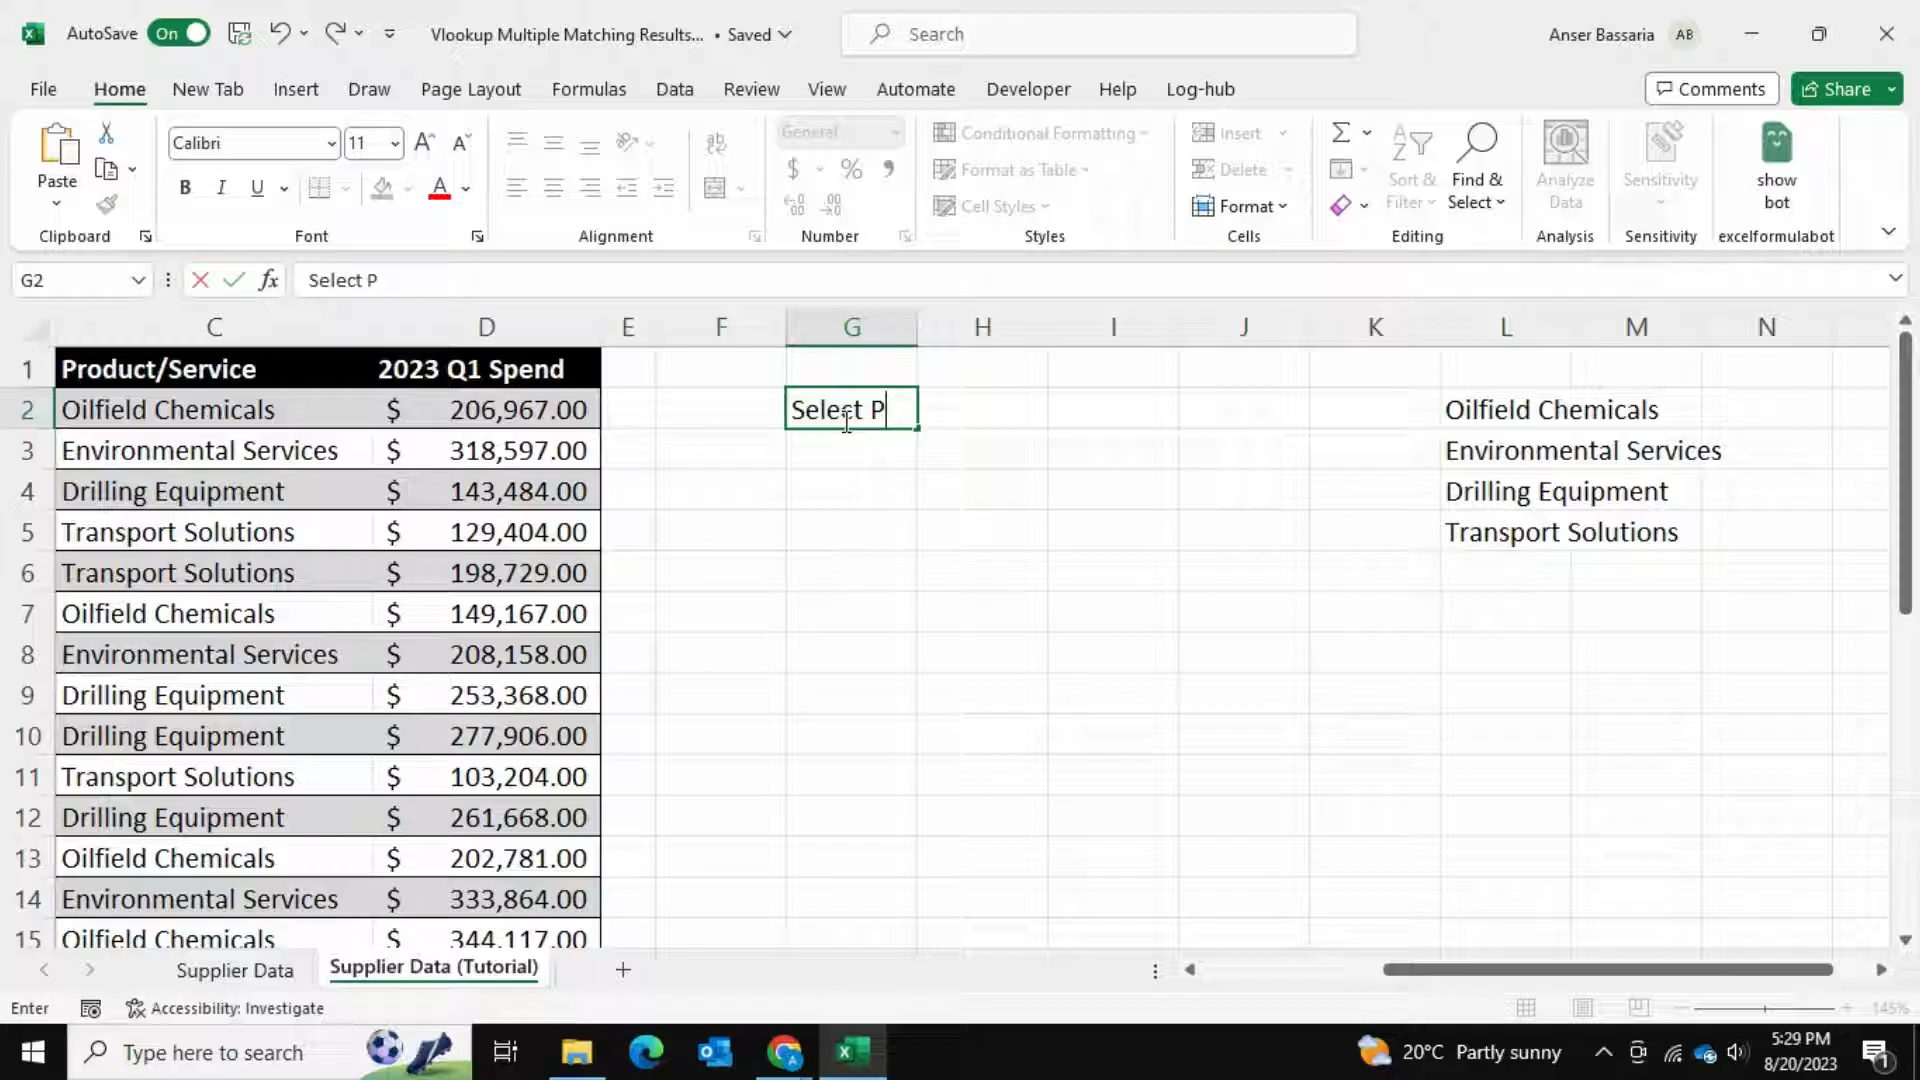 AutoSave On Vlookup Multiple Matching Results... • Saved Search Anser Bassaria AB
File Home New Tab Insert Draw Page Layout Formulas Data Review View Automate Developer Help Log-hub Comments Share
Paste Calibri 11 General Conditional Formatting Insert Sort & Filter Find & Select Analyze Data Sensitivity show bot
B I U A $ % Format as Table Delete
Cell Styles Format
Clipboard Font Alignment Number Styles Cells Editing Analysis Sensitivity excelformulabot
G2 fx Select P
C D E F G H I J K L M N
1 Product/Service 2023 Q1 Spend
2 Oilfield Chemicals $ 206,967.00 Select P Oilfield Chemicals
3 Environmental Services $ 318,597.00 Environmental Services
4 Drilling Equipment $ 143,484.00 Drilling Equipment
5 Transport Solutions $ 129,404.00 Transport Solutions
6 Transport Solutions $ 198,729.00
7 Oilfield Chemicals $ 149,167.00
8 Environmental Services $ 208,158.00
9 Drilling Equipment $ 253,368.00
10 Drilling Equipment $ 277,906.00
11 Transport Solutions $ 103,204.00
12 Drilling Equipment $ 261,668.00
13 Oilfield Chemicals $ 202,781.00
14 Environmental Services $ 333,864.00
15 Oilfield Chemicals $ 344,117.00
Supplier Data Supplier Data (Tutorial)
Enter Accessibility: Investigate 145%
Type here to search 20°C Partly sunny 5:29 PM
8/20/2023 1